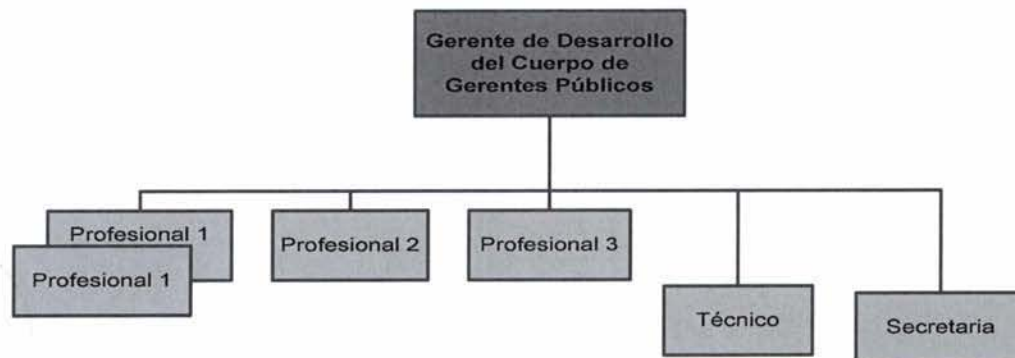 Gerente de Desarrollo
del Cuerpo de
Gerentes Públicos
Profesional 1
Profesional 1
Profesional 2
Profesional 3
Técnico
Secretaria